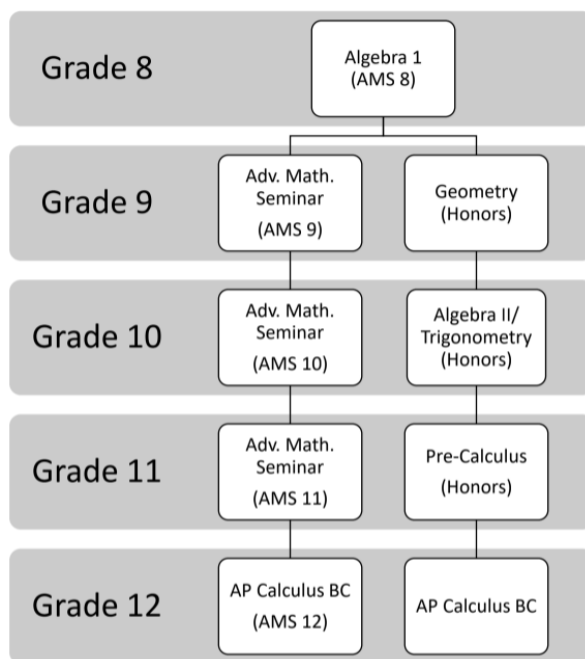 Grade 8
Algebra 1
(AMS 8)
Grade 9
Adv. Math.
Seminar
(AMS 9)
Geometry
(Honors)
Grade 10
Adv. Math.
Seminar
(AMS 10)
Algebra II/
Trigonometry
(Honors)
Grade 11
Adv. Math.
Seminar
(AMS 11)
Pre-Calculus
(Honors)
Grade 12
AP Calculus BC
(AMS 12)
AP Calculus BC